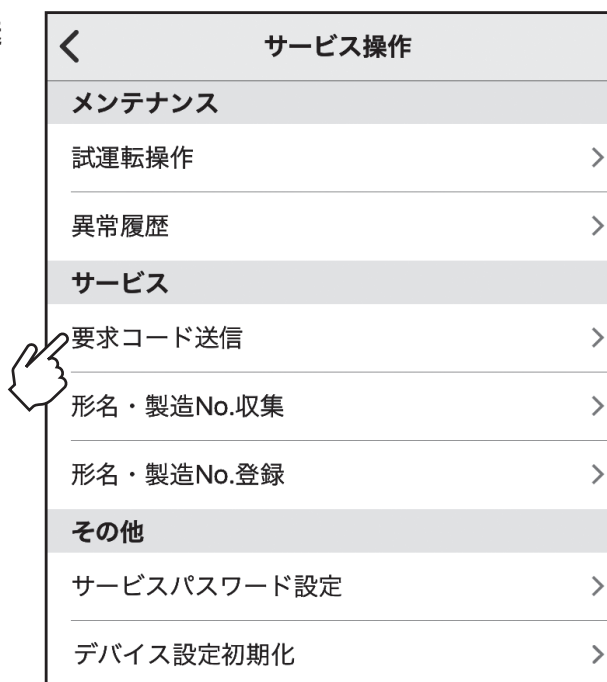 サービス操作
メンテナンス
試運転操作
異常履歴
サービス
要求コード送信
形名・製造No.収集
形名・製造No.登録
その他
サービスパスワード設定
デバイス設定初期化